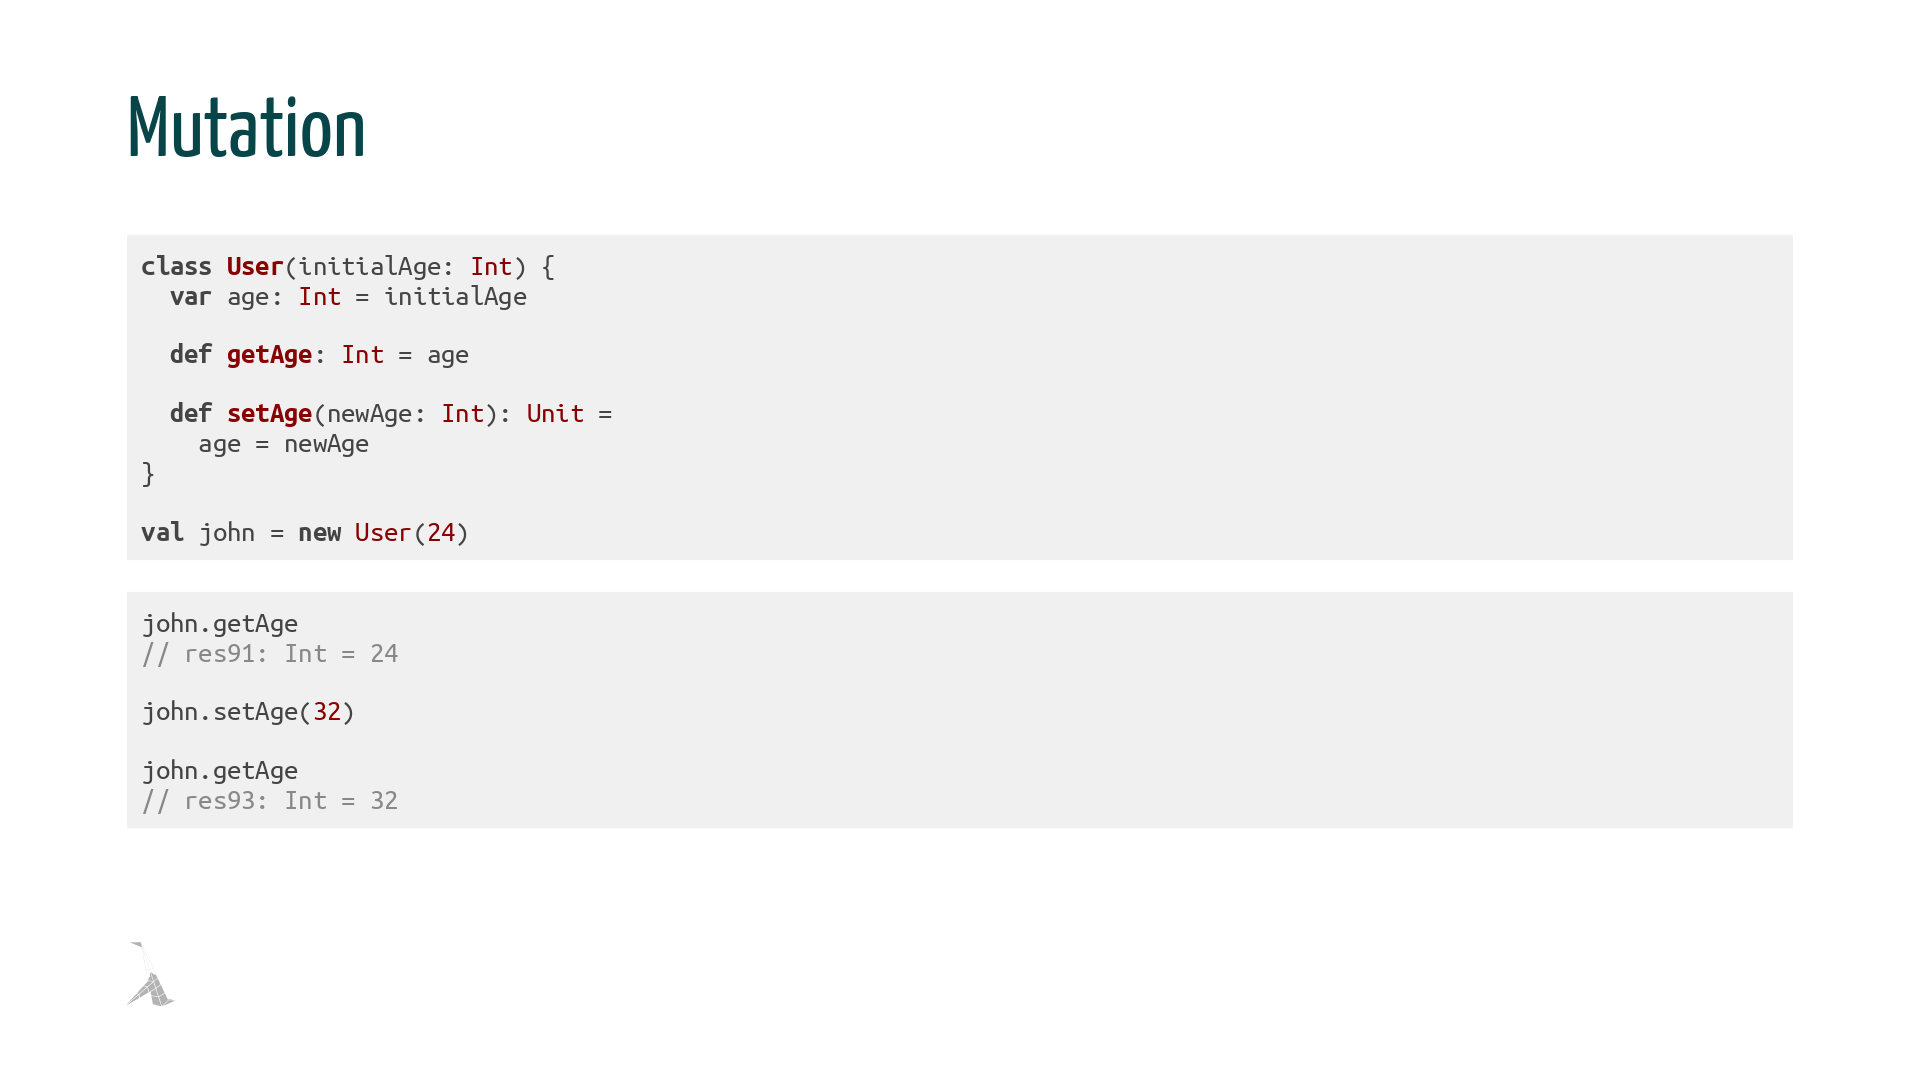 Mutation
class User(initialAge: Int) {
  var age: Int = initialAge

  def getAge: Int = age

  def setAge(newAge: Int): Unit =
    age = newAge
}

val john = new User(24)

john.getAge
// res91: Int = 24

john.setAge(32)

john.getAge
// res93: Int = 32